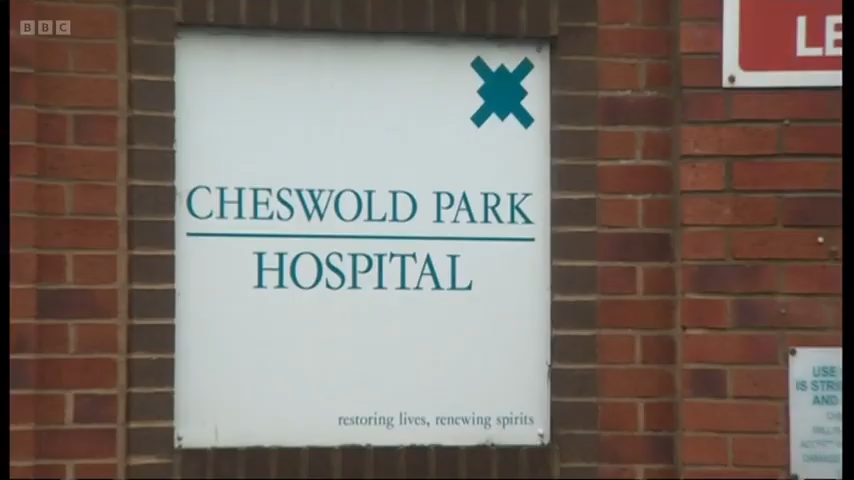 BBC
LE
CHESWOLD PARK
HOSPITAL
USE
IS STRI
AND
restoring lives, renewing spirits